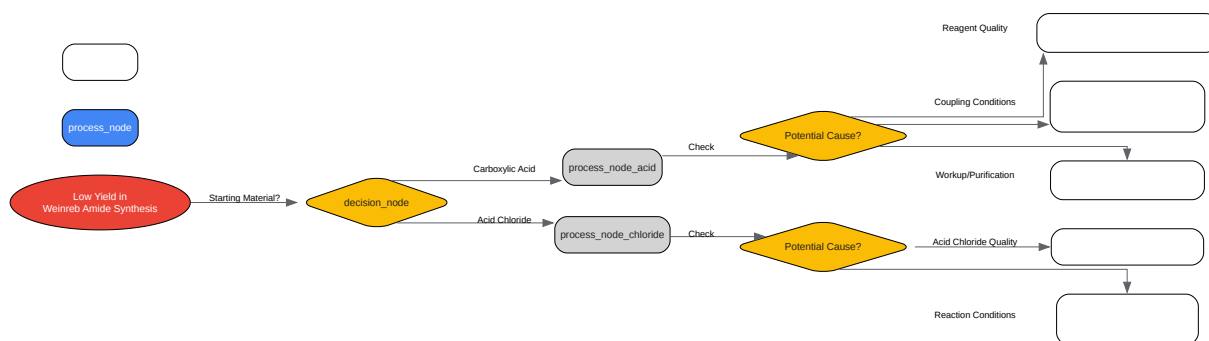 process_node
Low Yield in
Weinreb Amide Synthesis
Starting Material?
decision_node
Carboxylic Acid
Acid Chloride
process_node_acid
process_node_chloride
Check
Check
Potential Cause?
Potential Cause?
Reagent Quality
Coupling Conditions
Workup/Purification
Acid Chloride Quality
Reaction Conditions